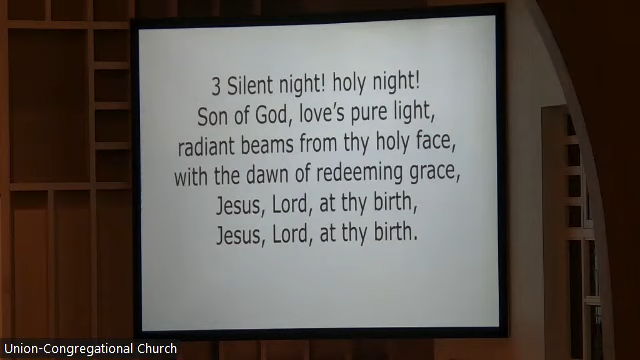 3 Silent night! holy night!
Son of God, love's pure light,
radiant beams from thy holy face,
with the dawn of redeeming grace,
Jesus, Lord, at thy birth,
Jesus, Lord, at thy birth.
Union-Congregational Church